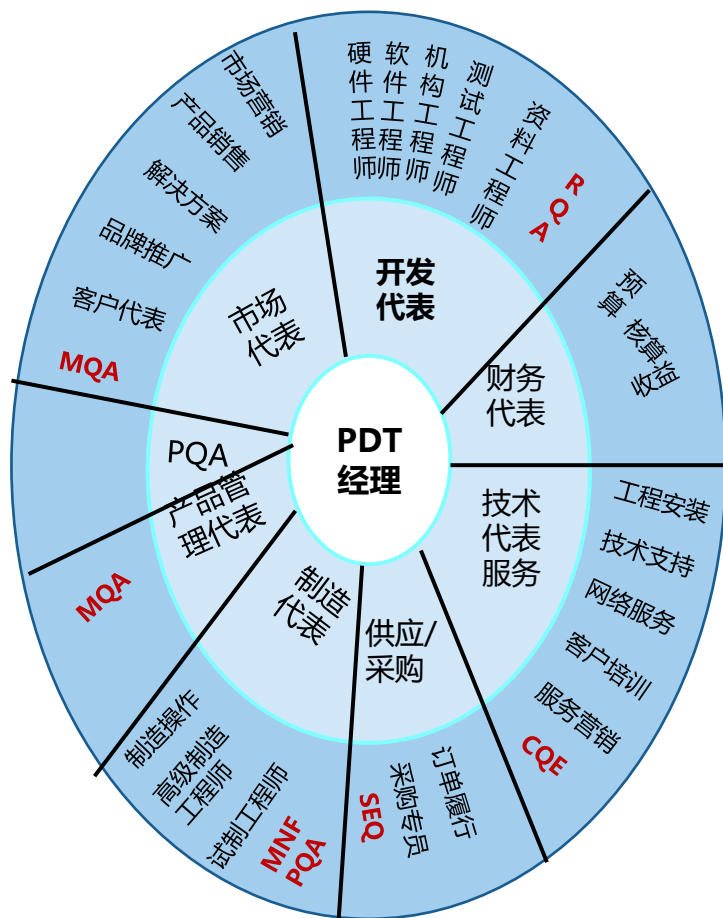 PDT
经理
开发
代表
硬件工程师
软件工程师
机构工程师
测试工程师
资料工程师
RQA
财务
代表
预算
核算
收益
技术
代表
服务
工程安装
技术支持
网络服务
客户培训
服务营销
CQE
供应/
采购
订单履行
采购专员
SEQ
制造
代表
制造操作
高级制造
工程师
试制工程师
MNF
PQA
产品管
理代表
MQA
PQA
市场
代表
市场营销
产品销售
解决方案
品牌推广
客户代表
MQA